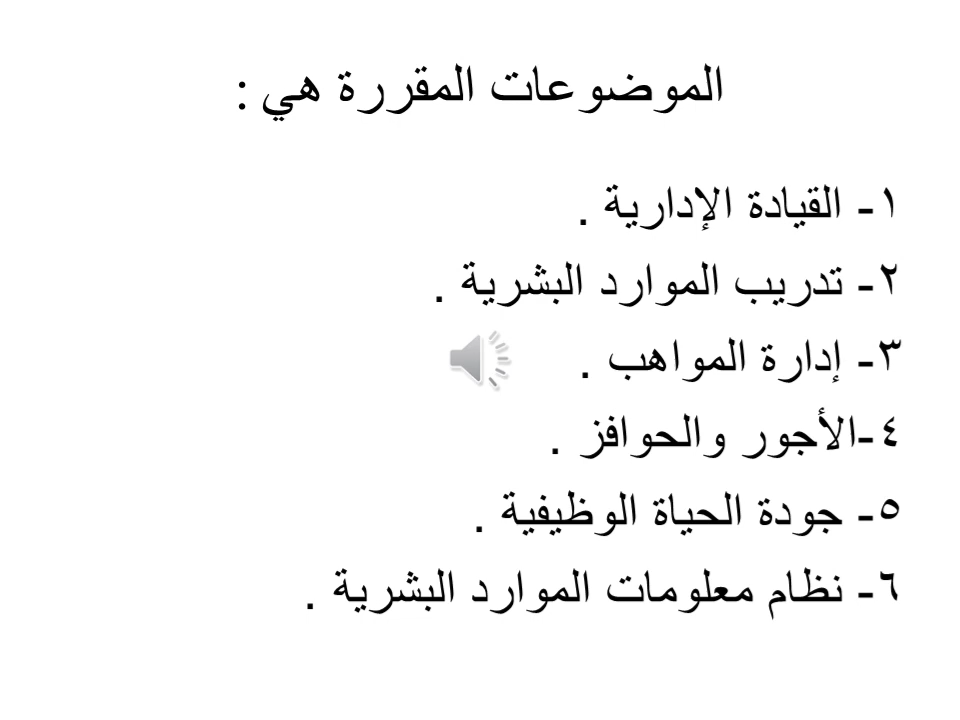 الموضوعات المقررة هي :
١- القيادة الإدارية .
٢- تدريب الموارد البشرية .
٣- إدارة المواهب .
٤-الأجور والحوافز .
٥- جودة الحياة الوظيفية .
٦- نظام معلومات الموارد البشرية .